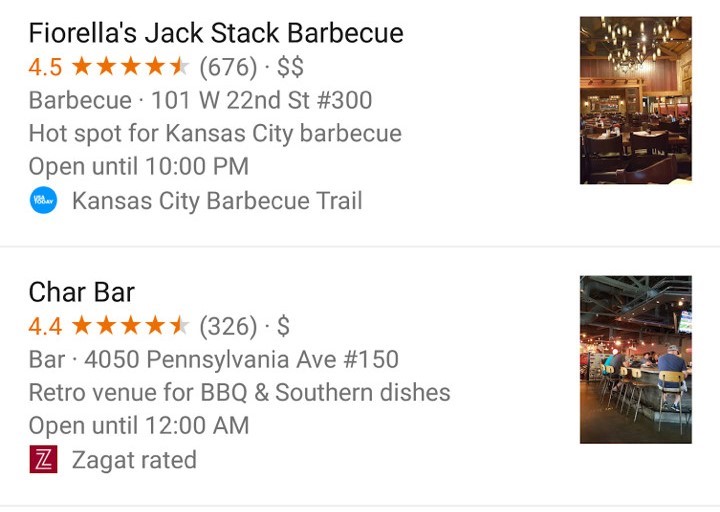 Fiorella's Jack Stack Barbecue
4.5 ★★★★★ (676) · $$
Barbecue · 101 W 22nd St #300
Hot spot for Kansas City barbecue
Open until 10:00 PM
USA TODAY Kansas City Barbecue Trail
Char Bar
4.4 ★★★★★ (326) · $
Bar · 4050 Pennsylvania Ave #150
Retro venue for BBQ & Southern dishes
Open until 12:00 AM
Z Zagat rated